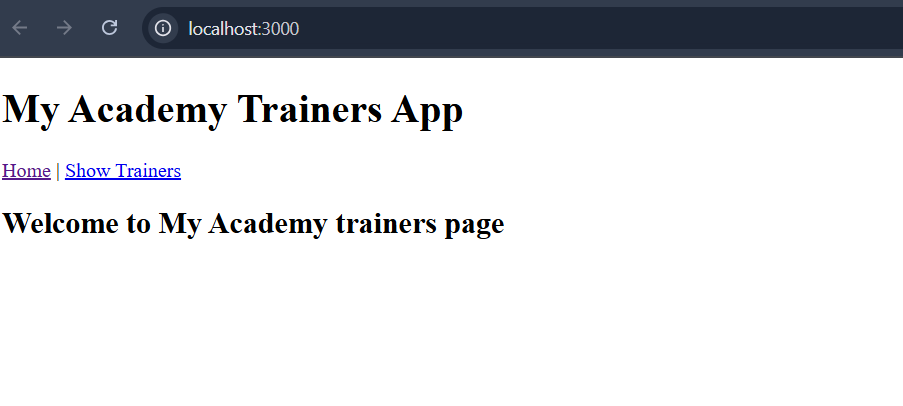 localhost:3000
My Academy Trainers App
Home | Show Trainers
Welcome to My Academy trainers page